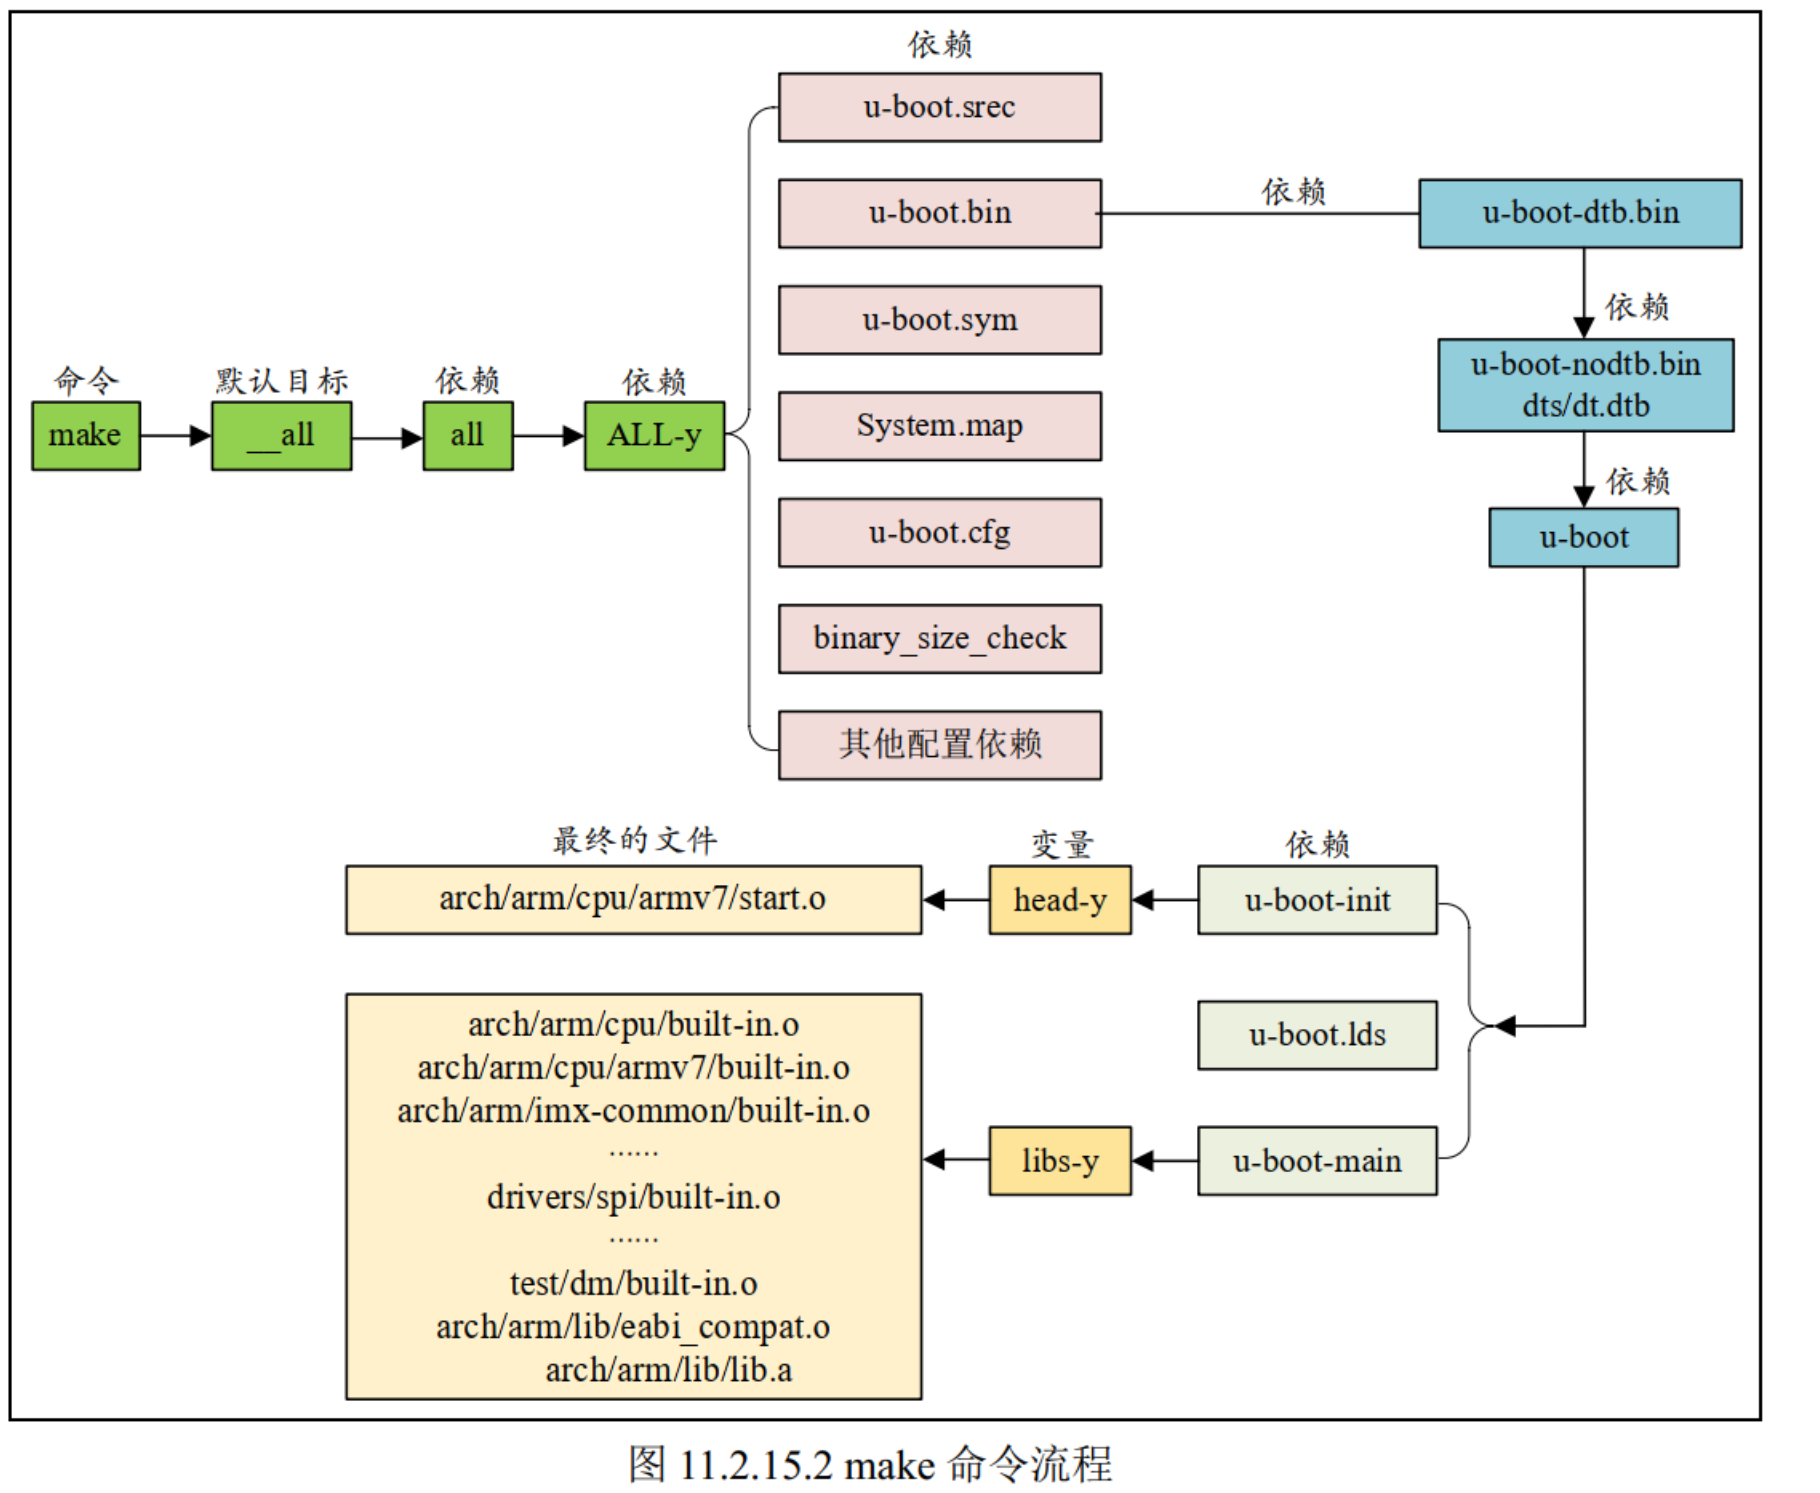 依赖
u-boot.srec
u-boot.bin
依赖
u-boot-dtb.bin
u-boot.sym
依赖
u-boot-nodtb.bin
dts/dt.dtb
命令
默认目标
依赖
依赖
make
__all
all
ALL-y
System.map
依赖
u-boot.cfg
u-boot
binary_size_check
其他配置依赖
最终的文件
变量
依赖
arch/arm/cpu/armv7/start.o
head-y
u-boot-init
arch/arm/cpu/built-in.o
arch/arm/cpu/armv7/built-in.o
arch/arm/imx-common/built-in.o
......
drivers/spi/built-in.o
......
test/dm/built-in.o
arch/arm/lib/eabi_compat.o
arch/arm/lib/lib.a
u-boot.lds
libs-y
u-boot-main
图 11.2.15.2 make 命令流程